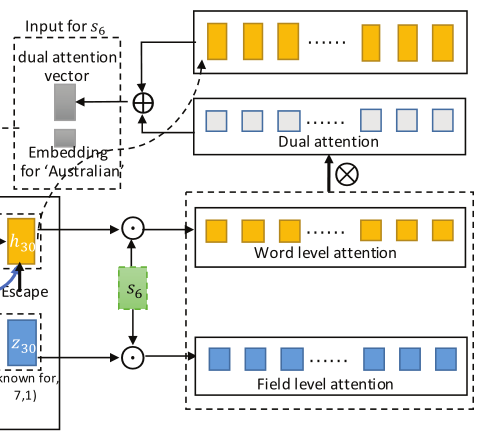 Input for s₆
dual attention
vector
⊕
......
......
Dual attention
Embedding
for 'Australian'
⊗
h₃₀
⊙
......
Word level attention
Escape
s₆
z₃₀
⊙
......
Field level attention
known for,
7,1)